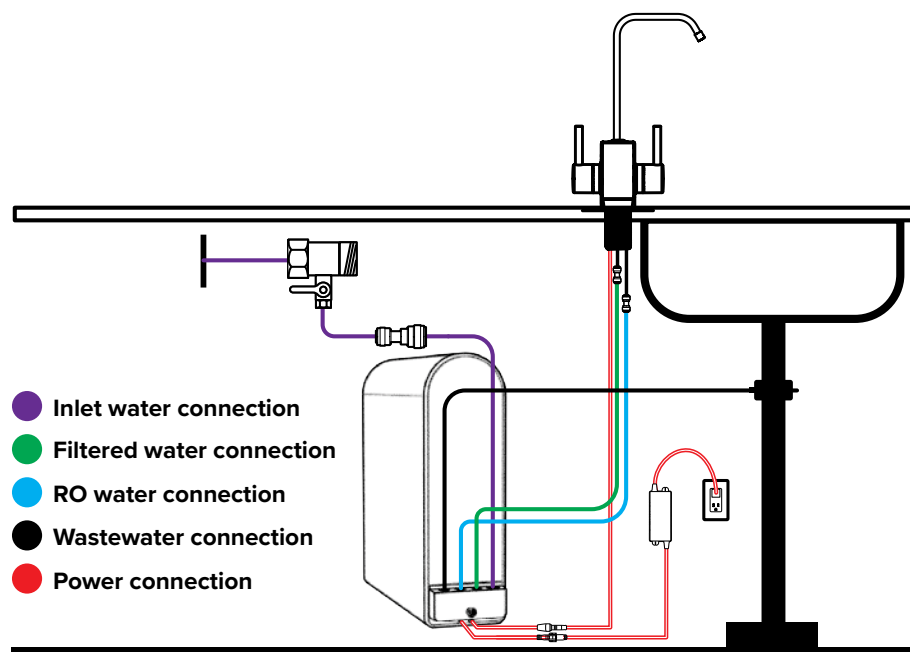 Inlet water connection
Filtered water connection
RO water connection
Wastewater connection
Power connection